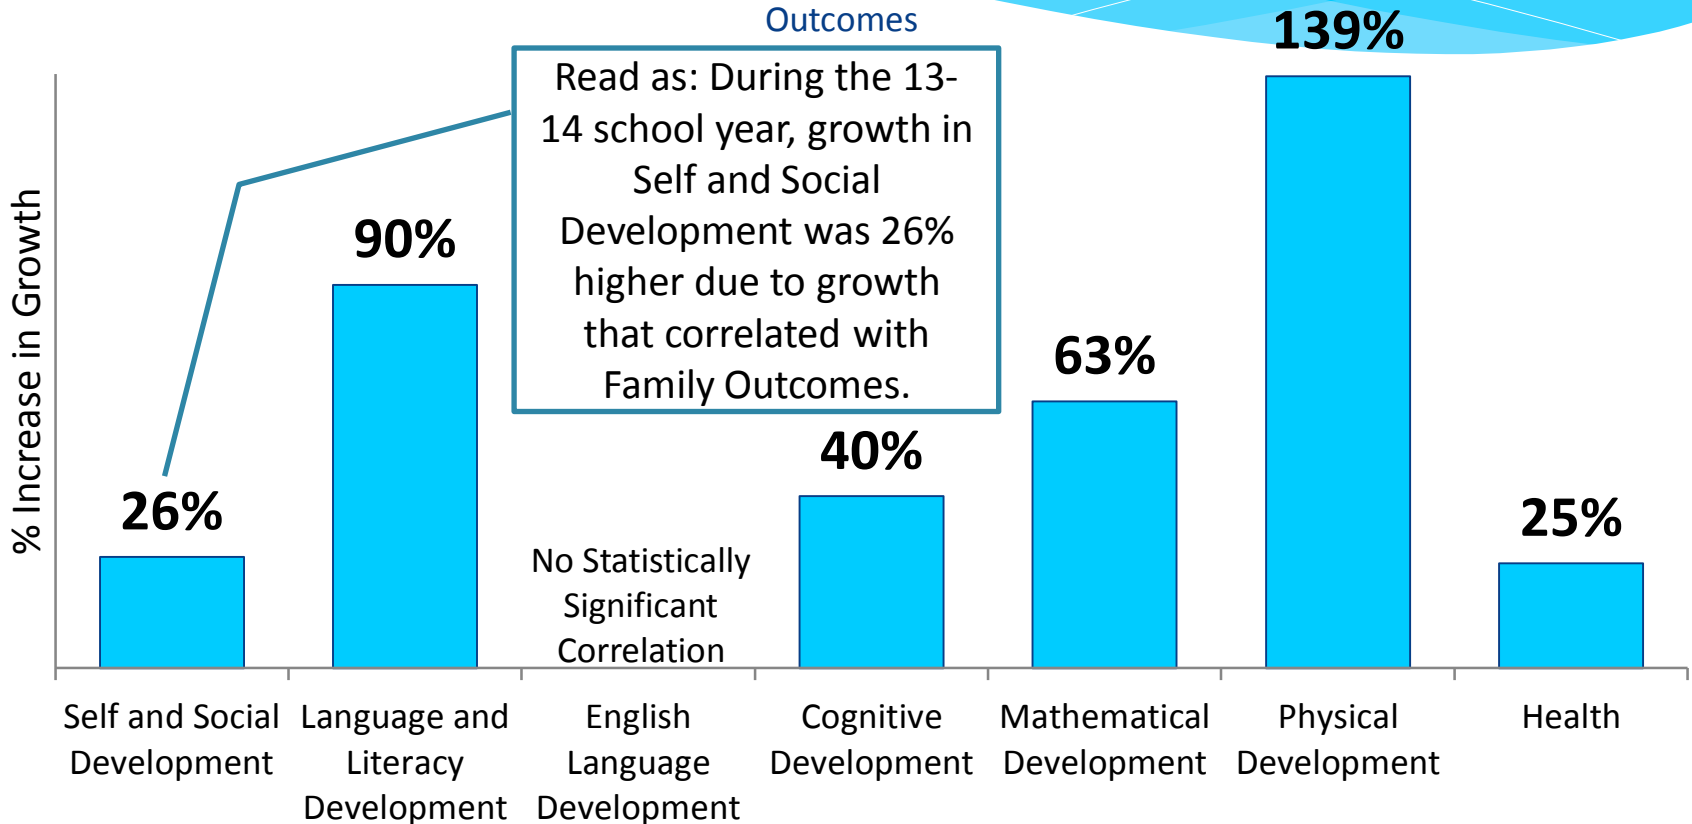 Outcomes
139%
Read as: During the 13-
14 school year, growth in
Self and Social
Development was 26%
higher due to growth
that correlated with
Family Outcomes.
% Increase in Growth
90%
63%
40%
26%
25%
No Statistically
Significant
Correlation
Self and Social
Development
Language and
Literacy
Development
English
Language
Development
Cognitive
Development
Mathematical
Development
Physical
Development
Health